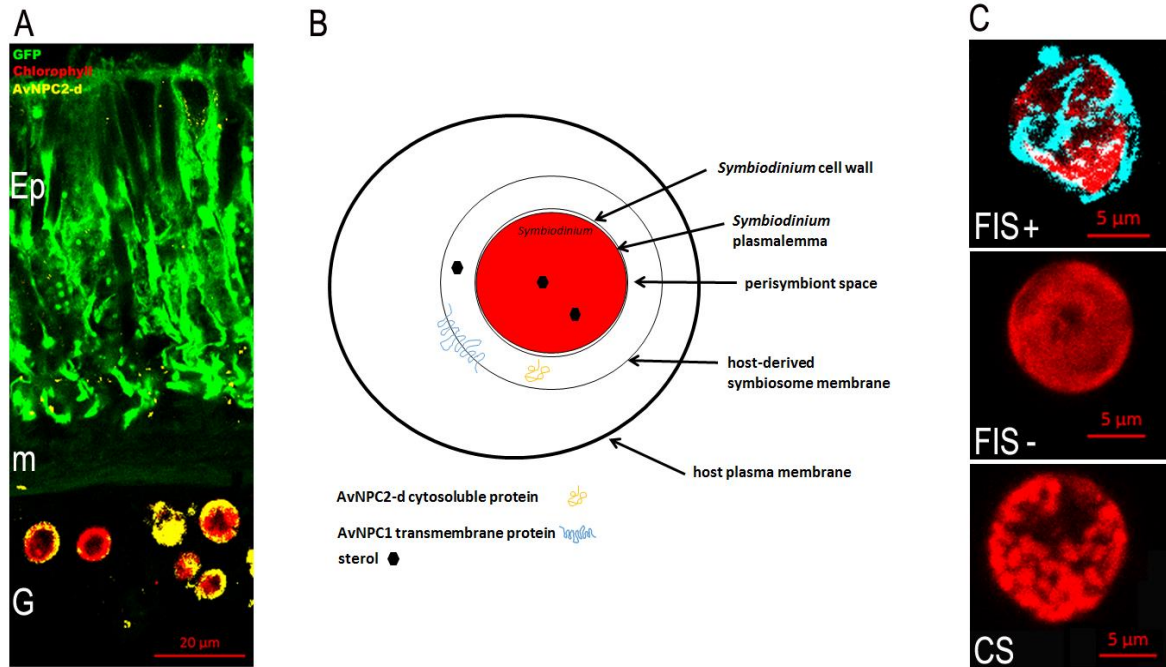 A
GFP
Chlorophyll
AvNPC2-d
Ep
m
G
20 µm
B
Symbiodinium cell wall
Symbiodinium
plasmalemma
Symbiodinium
perisymbiont space
host-derived
symbiosome membrane
host plasma membrane
AvNPC2-d cytosoluble protein
AvNPC1 transmembrane protein
sterol
C
5 µm
FIS +
5 µm
FIS -
5 µm
CS